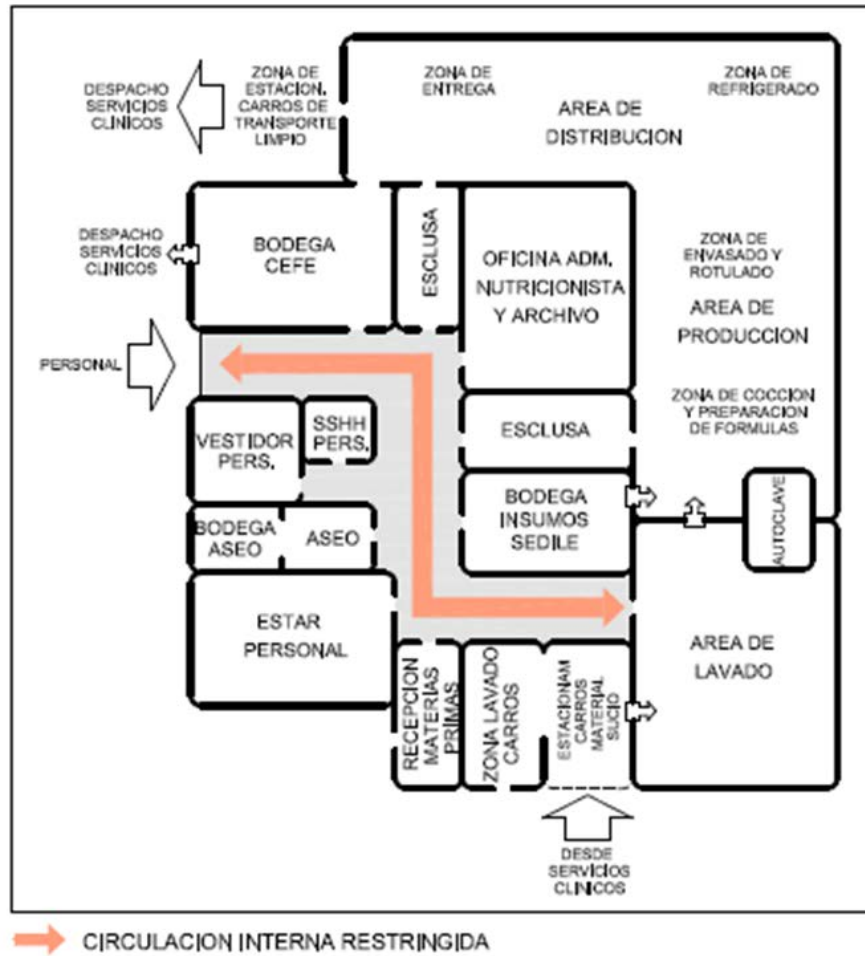 DESPACHO
SERVICIOS
CLINICOS
ZONA DE
ESTACION.
CARROS DE
TRANSPORTE
LIMPIO
ZONA DE
ENTREGA
ZONA DE
REFRIGERADO
AREA DE
DISTRIBUCION
DESPACHO
SERVICIOS
CLINICOS
BODEGA
CEFE
ESCLUSA
OFICINA ADM.
NUTRICIONISTA
Y ARCHIVO
ZONA DE
ENVASADO Y
ROTULADO
AREA DE
PRODUCCION
PERSONAL
ZONA DE COCCION
Y PREPARACION
DE FORMULAS
VESTIDOR
PERS.
SSHH
PERS.
ESCLUSA
BODEGA
INSUMOS
SEDILE
AUTOCLAVE
BODEGA
ASEO
ASEO
ESTAR
PERSONAL
AREA DE
LAVADO
RECEPCION
MATERIAS
PRIMAS
ZONA LAVADO
CARROS
ESTACIONAM
CARROS
MATERIAL
SUCIO
DESDE
SERVICIOS
CLINICOS
CIRCULACION INTERNA RESTRINGIDA